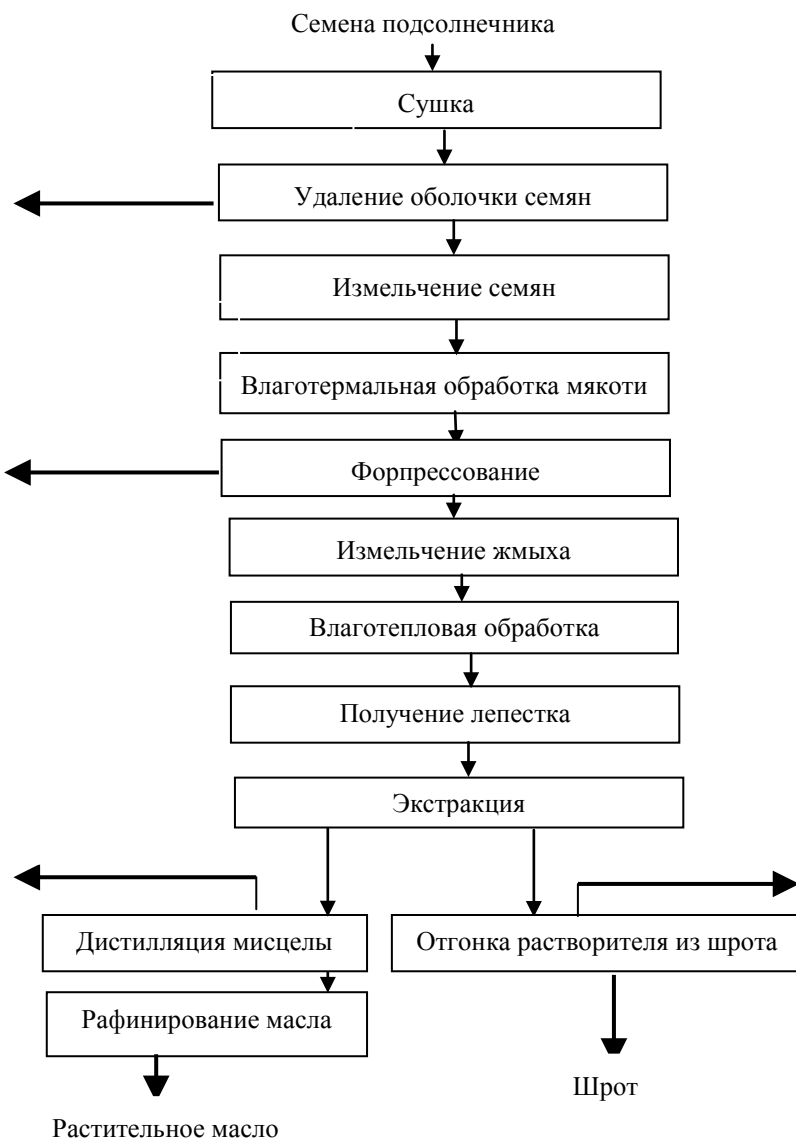 Семена подсолнечника
Сушка
Удаление оболочки семян
Измельчение семян
Влаготермальная обработка мякоти
Форпрессование
Измельчение жмыха
Влаготепловая обработка
Получение лепестка
Экстракция
Дистилляция мисцелы
Отгонка растворителя из шрота
Рафинирование масла
Шрот
Растительное масло